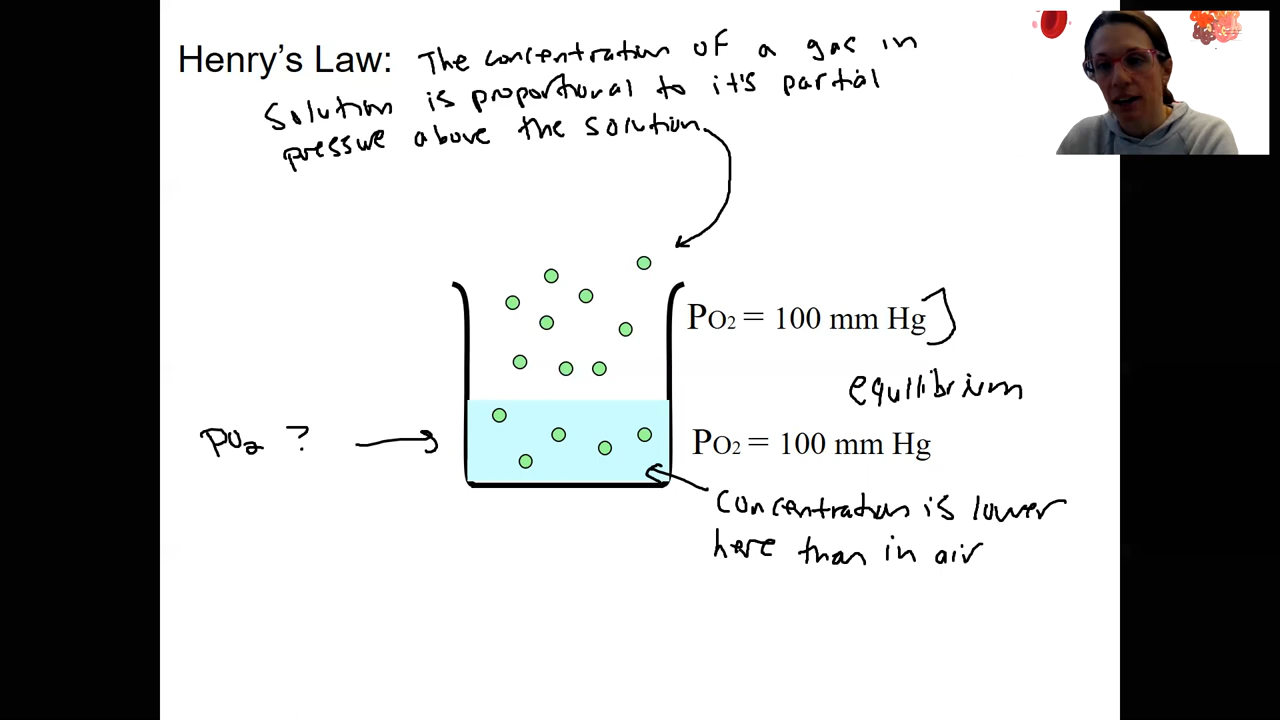 Henry's Law: The concentration of a gas in
solution is proportional to it's partial
pressure above the solution
PO2 = 100 mm Hg
equilibrium
PO2 ?
PO2 = 100 mm Hg
Concentration is lower
here than in air